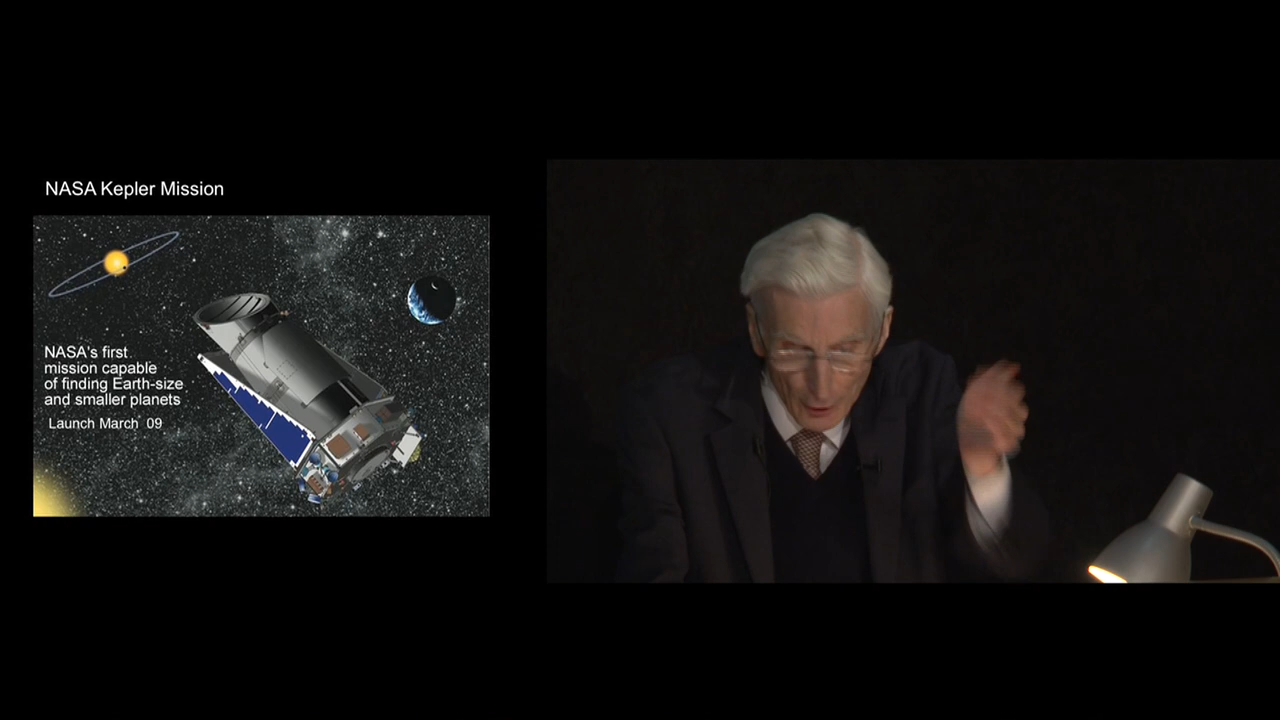 NASA Kepler Mission
NASA's first
mission capable
of finding Earth-size
and smaller planets
Launch March '09